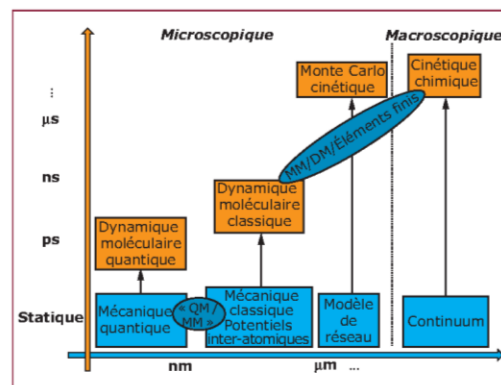 Microscopique
Macroscopique
...
µs
ns
ps
Statique
Monte Carlo
cinétique
Cinétique
chimique
MM/DM/Éléments finis
Dynamique
moléculaire
classique
Dynamique
moléculaire
quantique
Mécanique
quantique
« QM/
MM »
Mécanique
classique
Potentiels
inter-atomiques
Modèle
de
réseau
Continuum
nm
µm ...